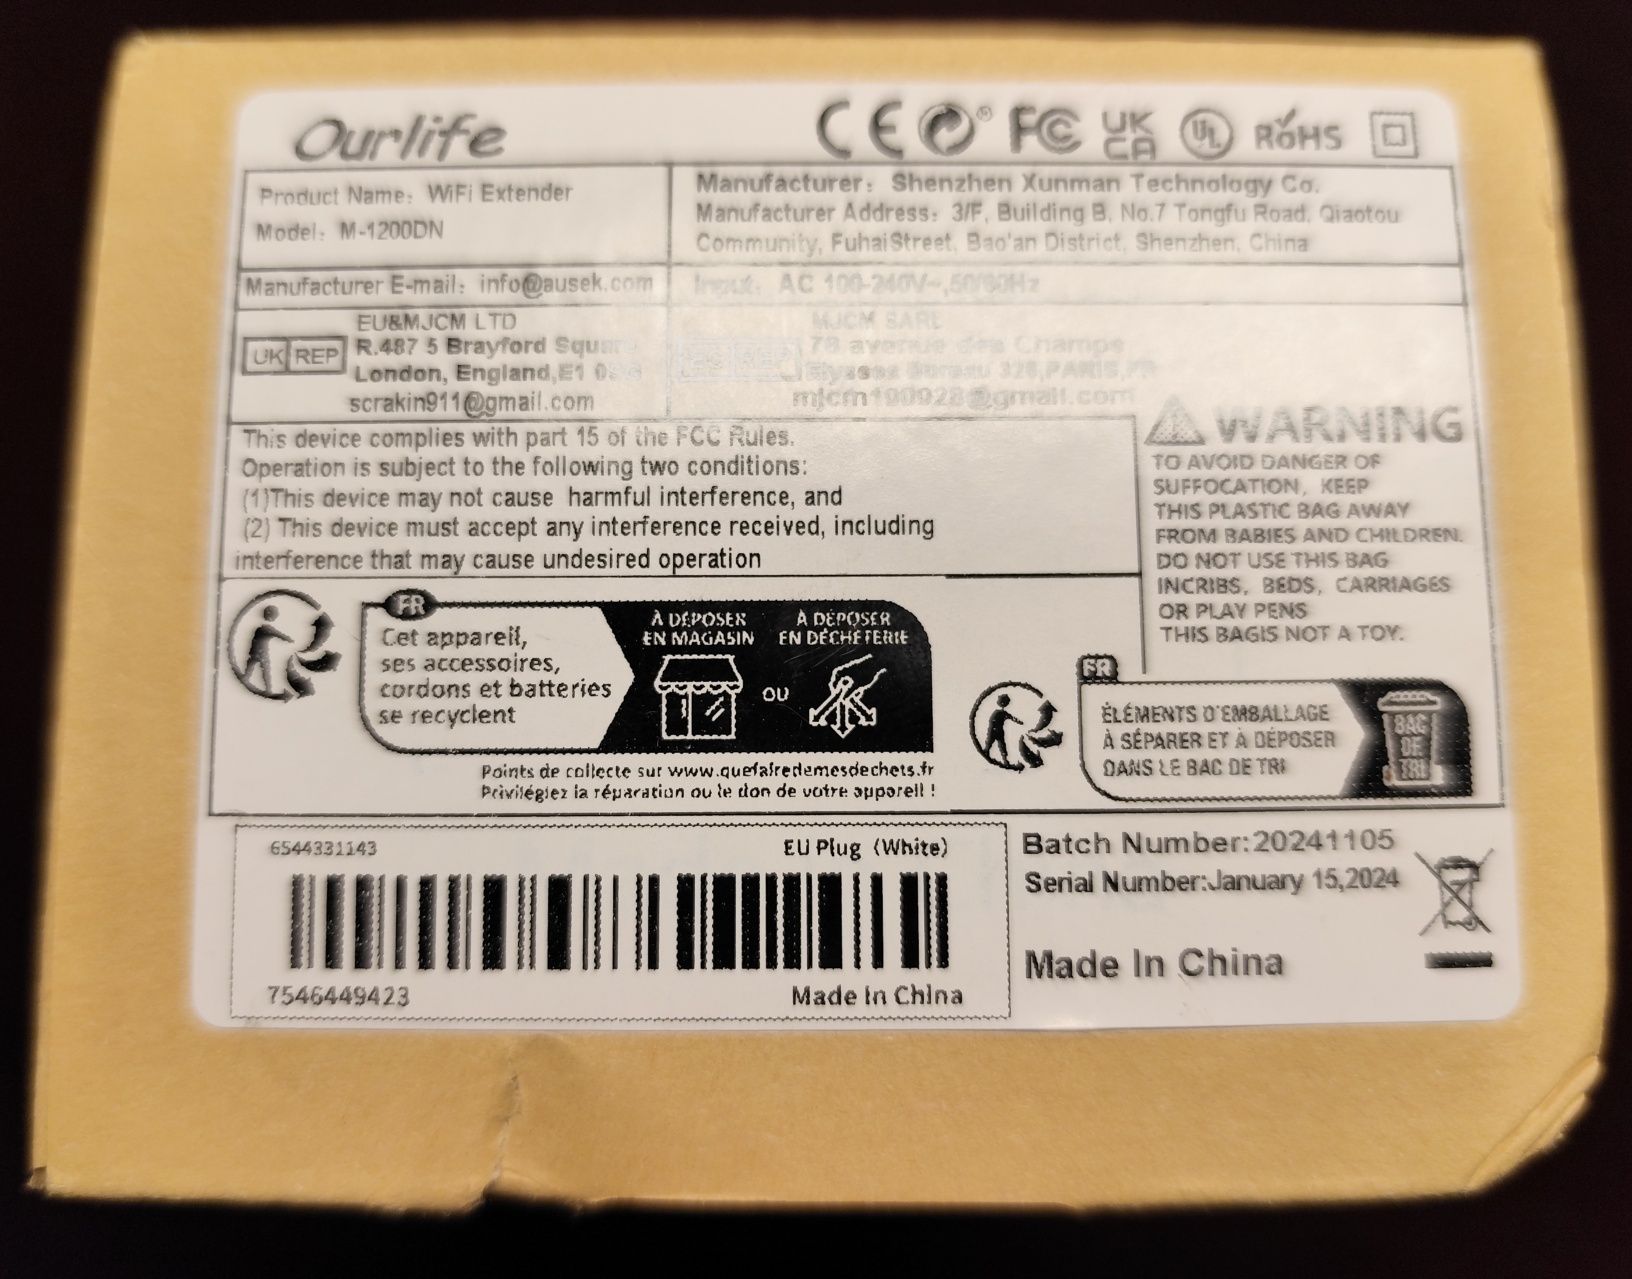 Ourlife
CE FC UK CA UL RoHS
Product Name: WiFi Extender
Model: M-1200DN
Manufacturer: Shenzhen Xunman Technology Co.
Manufacturer Address: 3/F, Building B, No.7 Tongfu Road, Qiaotou
Community, FuhaiStreet, Bao'an District, Shenzhen, China
Manufacturer E-mail: info@ausek.com
Input: AC 100-240V~,50/60Hz
UK REP
EU&MJCM LTD
R.487 5 Brayford
London, England,E1
scrakin911@gmail.com
REP
MJCM SARL
78 avenue des Champs
Elysees Bureau 326,PARIS,FR
mjcm190928@gmail.com
This device complies with part 15 of the FCC Rules.
Operation is subject to the following two conditions:
(1)This device may not cause harmful interference, and
(2) This device must accept any interference received, including
interference that may cause undesired operation
WARNING
TO AVOID DANGER OF
SUFFOCATION, KEEP
THIS PLASTIC BAG AWAY
FROM BABIES AND CHILDREN.
DO NOT USE THIS BAG
INCRIBS, BEDS, CARRIAGES
OR PLAY PENS
THIS BAGIS NOT A TOY.
FR
Cet appareil,
ses accessoires,
cordons et batteries
se recyclent
À DÉPOSER
EN MAGASIN
OU
À DÉPOSER
EN DÉCHÈTERIE
Points de collecte sur www.quefairedemesdechets.fr
Privilégiez la réparation ou le don de votre appareil !
FR
ÉLÉMENTS D'EMBALLAGE
À SÉPARER ET À DÉPOSER
DANS LE BAC DE TRI
BAC
DE
TRI
6544331143
EU Plug (White)
7546449423
Made In China
Batch Number:20241105
Serial Number:January 15,2024
Made In China